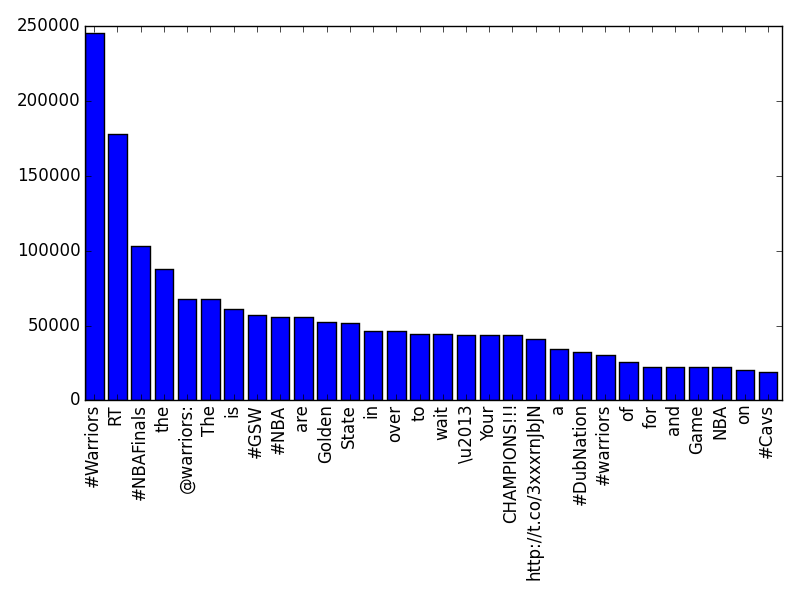 250000
200000
150000
100000
50000
0
#Warriors
RT
#NBAFinals
the
@warriors:
The
is
#GSW
#NBA
are
Golden
State
in
over
to
wait
\u2013
Your
CHAMPIONS!!!
http://t.co/3xxxrnJbJN
a
#DubNation
#warriors
of
for
and
Game
NBA
on
#Cavs